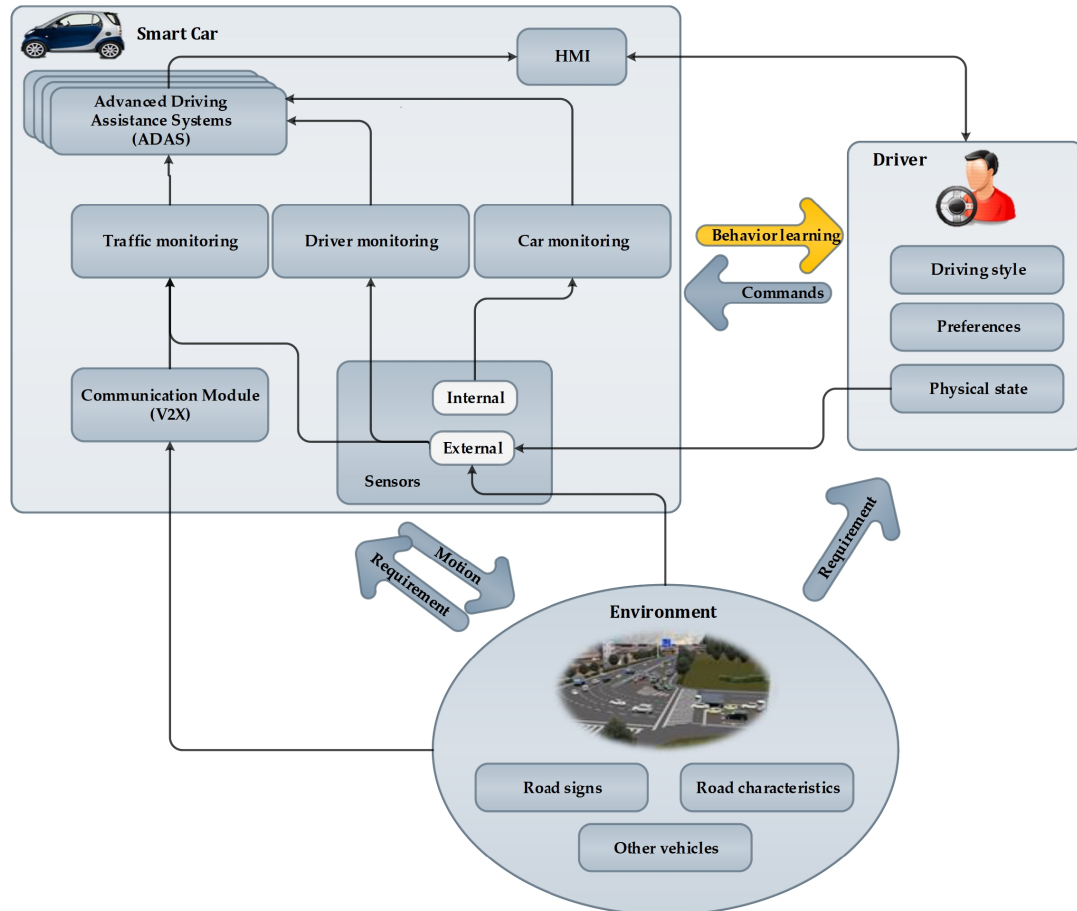 Smart Car
HMI
Advanced Driving
Assistance Systems
(ADAS)
Driver
Traffic monitoring
Driver monitoring
Car monitoring
Behavior learning
Commands
Driving style
Preferences
Physical state
Communication Module
(V2X)
Internal
External
Sensors
Motion
Requirement
Requirement
Environment
Road signs
Road characteristics
Other vehicles